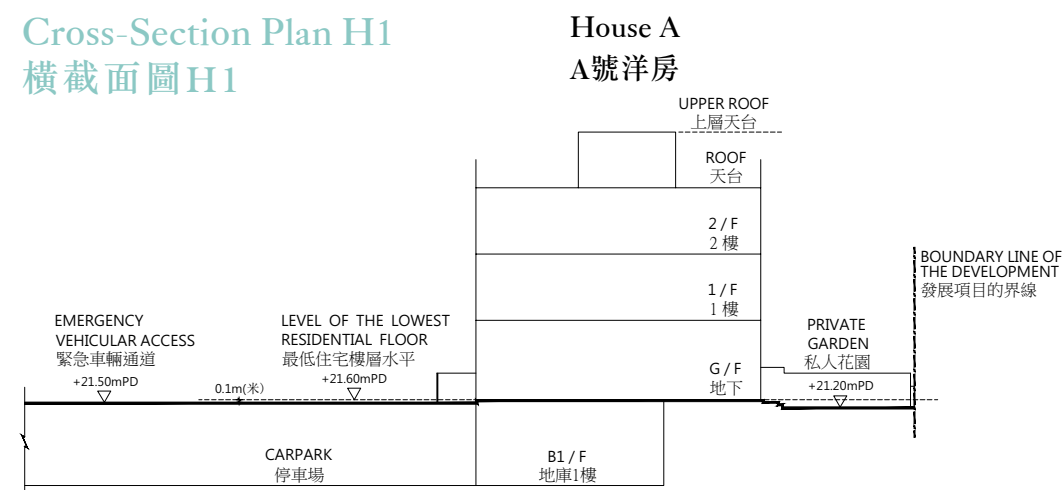 Cross-Section Plan H1
橫截面圖H1
House A
A號洋房
UPPER ROOF
上層天台
ROOF
天台
2 / F
2 樓
1 / F
1 樓
BOUNDARY LINE OF
THE DEVELOPMENT
發展項目的界線
EMERGENCY
VEHICULAR ACCESS
緊急車輛通道
+21.50mPD
0.1m(米)
LEVEL OF THE LOWEST
RESIDENTIAL FLOOR
最低住宅樓層水平
+21.60mPD
G / F
地下
PRIVATE
GARDEN
私人花園
+21.20mPD
CARPARK
停車場
B1 / F
地庫1樓